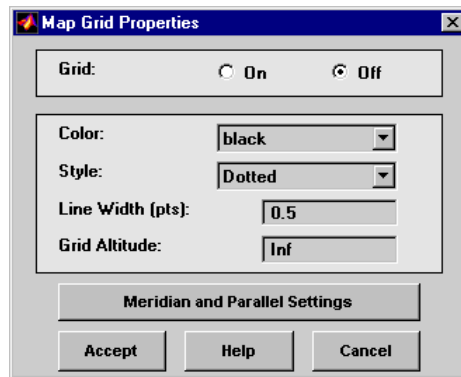 Map Grid Properties
Grid: On Off
Color: black
Style: Dotted
Line Width (pts): 0.5
Grid Altitude: Inf
Meridian and Parallel Settings
Accept Help Cancel